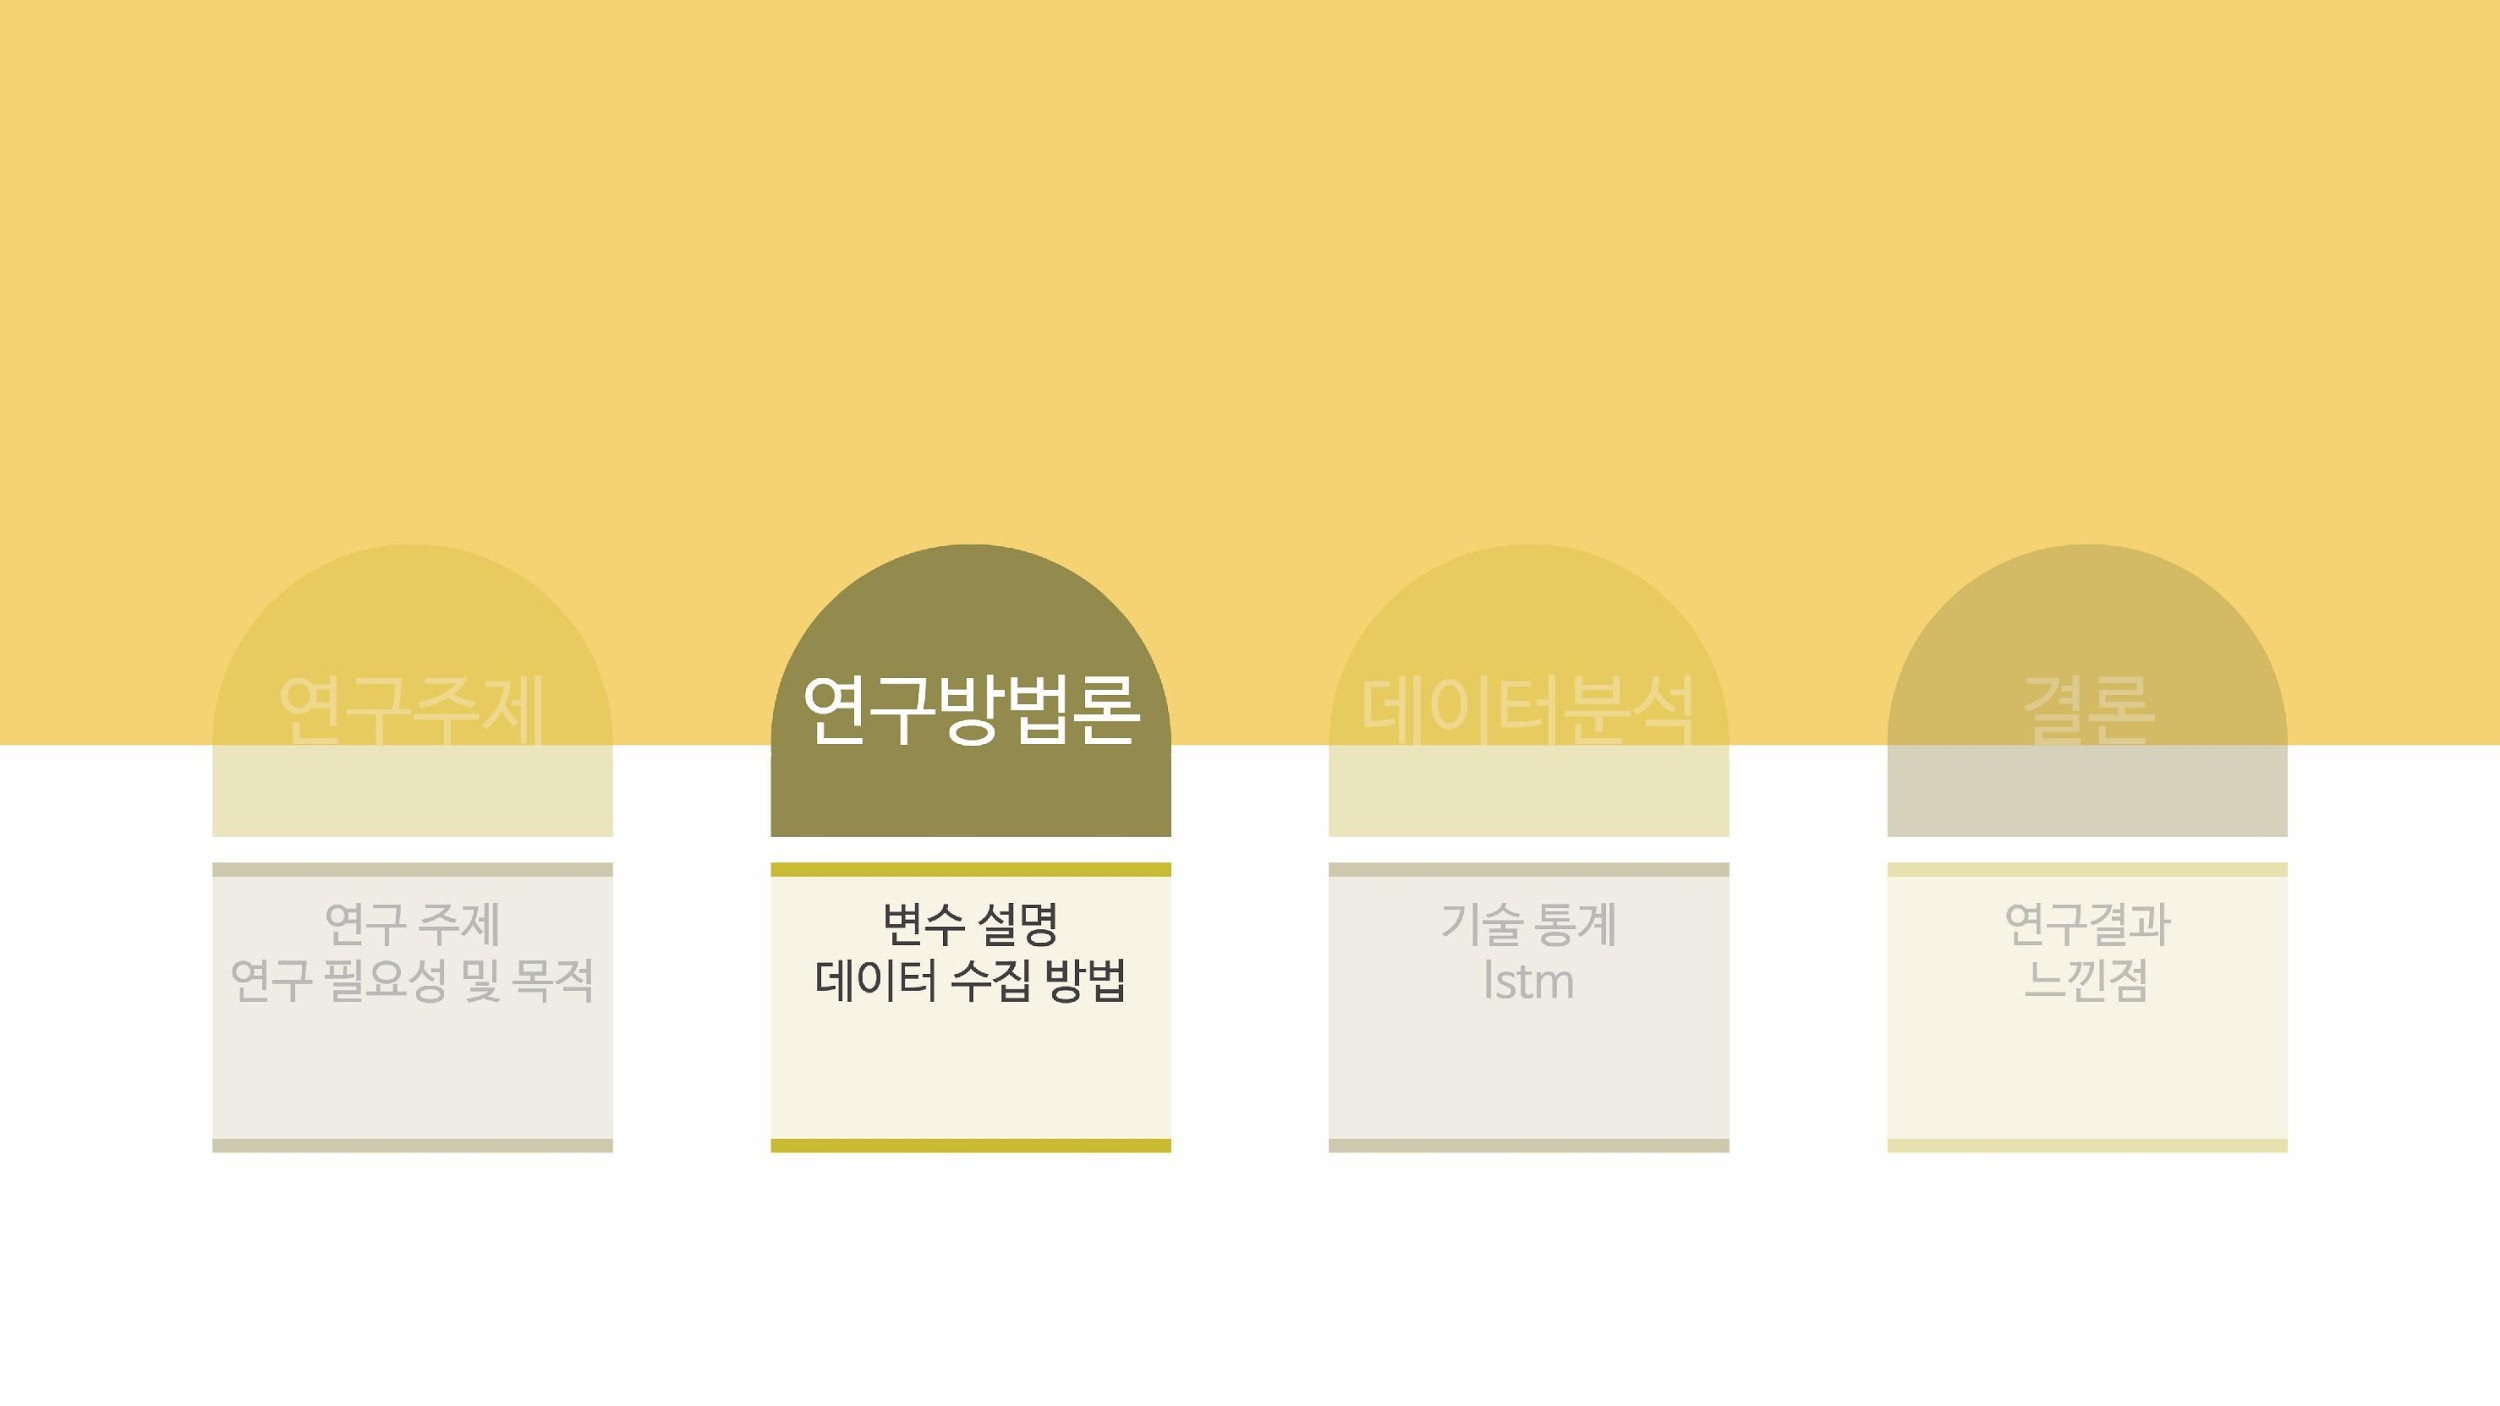 연구주제
연구 주제
연구 필요성 및 목적
연구방법론
변수 설명
데이터 수집 방법
데이터분석
기술 통계
lstm
결론
연구결과
느낀점